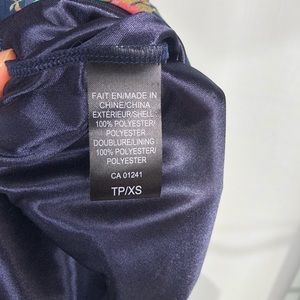 FAIT EN/MADE IN
CHINE/CHINA
EXTÉRIEUR/SHELL:
100% POLYESTER/
POLYESTER
DOUBLURE/LINING :
100% POLYESTER/
POLYESTER
CA 01241
TP/XS